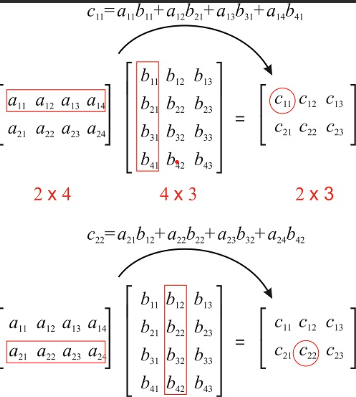 c₁₁=a₁₁b₁₁+a₁₂b₂₁+a₁₃b₃₁+a₁₄b₄₁
b₁₁ b₁₂ b₁₃
a₁₁ a₁₂ a₁₃ a₁₄ b₂₁ b₂₂ b₂₃ = c₁₁ c₁₂ c₁₃
a₂₁ a₂₂ a₂₃ a₂₄ b₃₁ b₃₂ b₃₃ c₂₁ c₂₂ c₂₃
b₄₁ b₄₂ b₄₃
2 x 4 4 x 3 2 x 3
c₂₂=a₂₁b₁₂+a₂₂b₂₂+a₂₃b₃₂+a₂₄b₄₂
b₁₁ b₁₂ b₁₃
a₁₁ a₁₂ a₁₃ a₁₄ b₂₁ b₂₂ b₂₃ = c₁₁ c₁₂ c₁₃
a₂₁ a₂₂ a₂₃ a₂₄ b₃₁ b₃₂ b₃₃ c₂₁ c₂₂ c₂₃
b₄₁ b₄₂ b₄₃